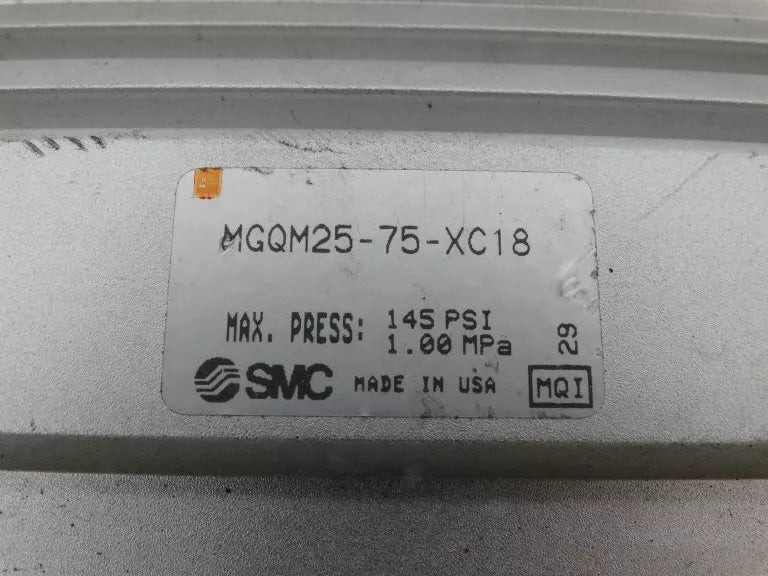 MGQM25-75-XC18
MAX. PRESS: 145 PSI
1.00 MPa
29
SMC MADE IN USA
MQI